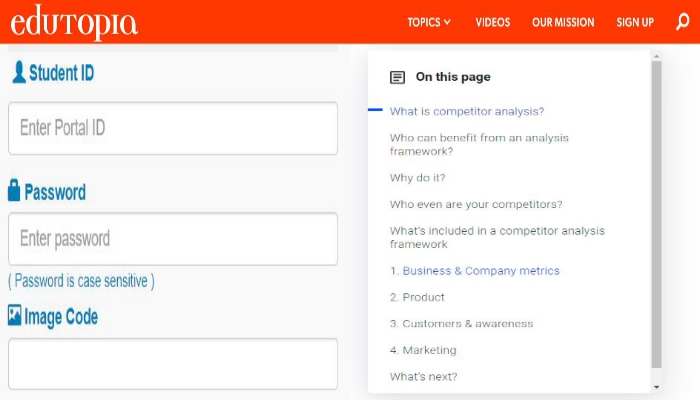 edutopia
TOPICS VIDEOS OUR MISSION SIGN UP
Student ID
Enter Portal ID
Password
Enter password
( Password is case sensitive )
Image Code
On this page
What is competitor analysis?
Who can benefit from an analysis
framework?
Why do it?
Who even are your competitors?
What's included in a competitor analysis
framework
1. Business & Company metrics
2. Product
3. Customers & awareness
4. Marketing
What's next?